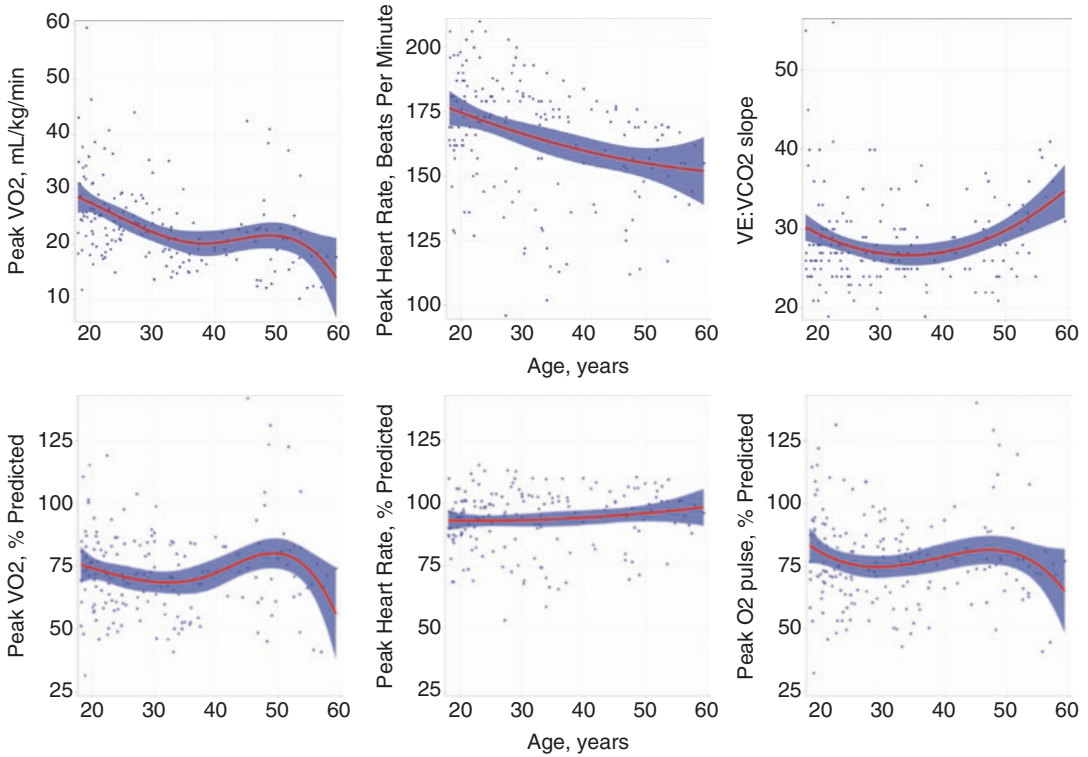 Peak VO2, mL/kg/min
60
50
40
30
20
10
20 30 40 50 60
Peak Heart Rate, Beats Per Minute
200
175
150
125
100
20 30 40 50 60
Age, years
VE:VCO2 slope
50
40
30
20
20 30 40 50 60
Peak VO2, % Predicted
125
100
75
50
25
20 30 40 50 60
Peak Heart Rate, % Predicted
125
100
75
50
25
20 30 40 50 60
Age, years
Peak O2 pulse, % Predicted
125
100
75
50
25
20 30 40 50 60